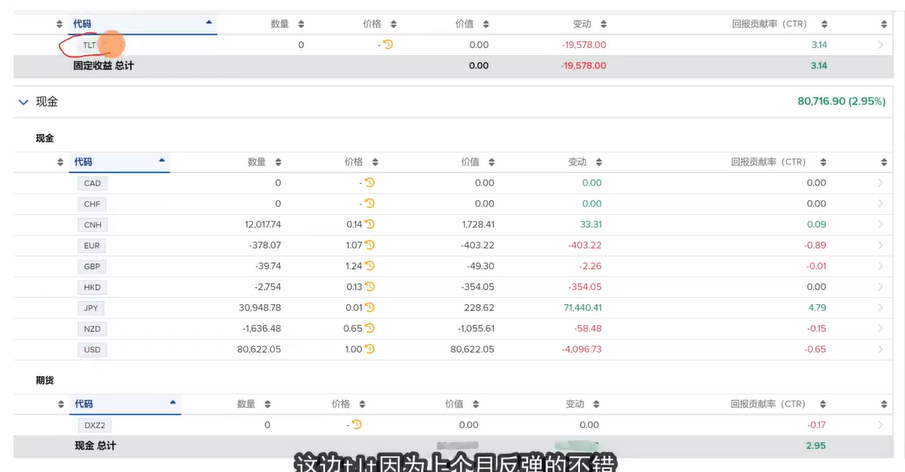 代码 数量 价格 价值 变动 回报贡献率（CTR）
TLT 0 - 0.00 -19,578.00 3.14
固定收益 总计 0.00 -19,578.00 3.14
现金 80,716.90 (2.95%)
现金
代码 数量 价格 价值 变动 回报贡献率（CTR）
CAD 0 - 0.00 0.00 0.00
CHF 0 - 0.00 0.00 0.00
CNH 12,017.74 0.14 1,728.41 33.31 0.09
EUR -378.07 1.07 -403.22 -403.22 -0.89
GBP -39.74 1.24 -49.30 -2.26 -0.01
HKD -2,754 0.13 -354.05 -354.05 0.00
JPY 30,948.78 0.01 228.62 71,440.41 4.79
NZD -1,636.48 0.65 -1,055.61 -58.48 -0.15
USD 80,622.05 1.00 80,622.05 -4,096.73 -0.65
期货
代码 数量 价格 价值 变动 回报贡献率（CTR）
DXZ2 0 - 0.00 0.00 -0.17
现金 总计 2.95
这边tlt因为上个月反弹的不错